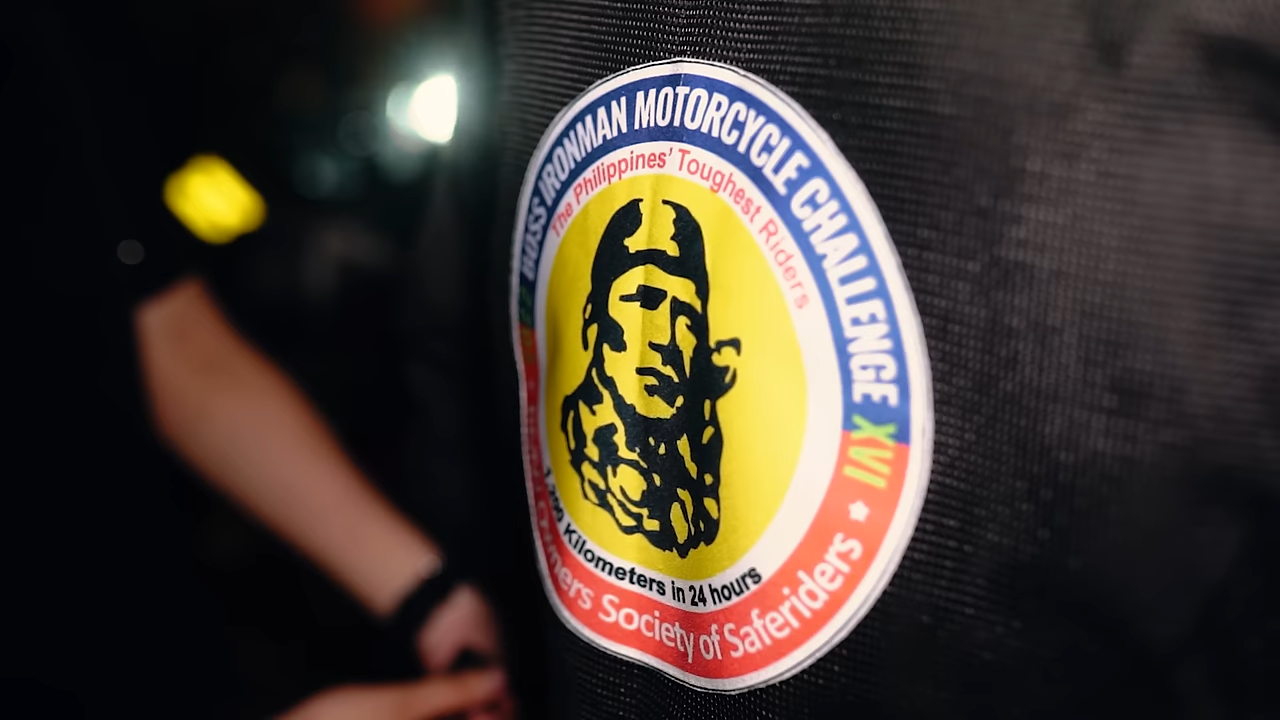 BOSS IRONMAN MOTORCYCLE CHALLENGE XVI
The Philippines' Toughest Riders
Kilometers in 24 hours
Society of Saferiders